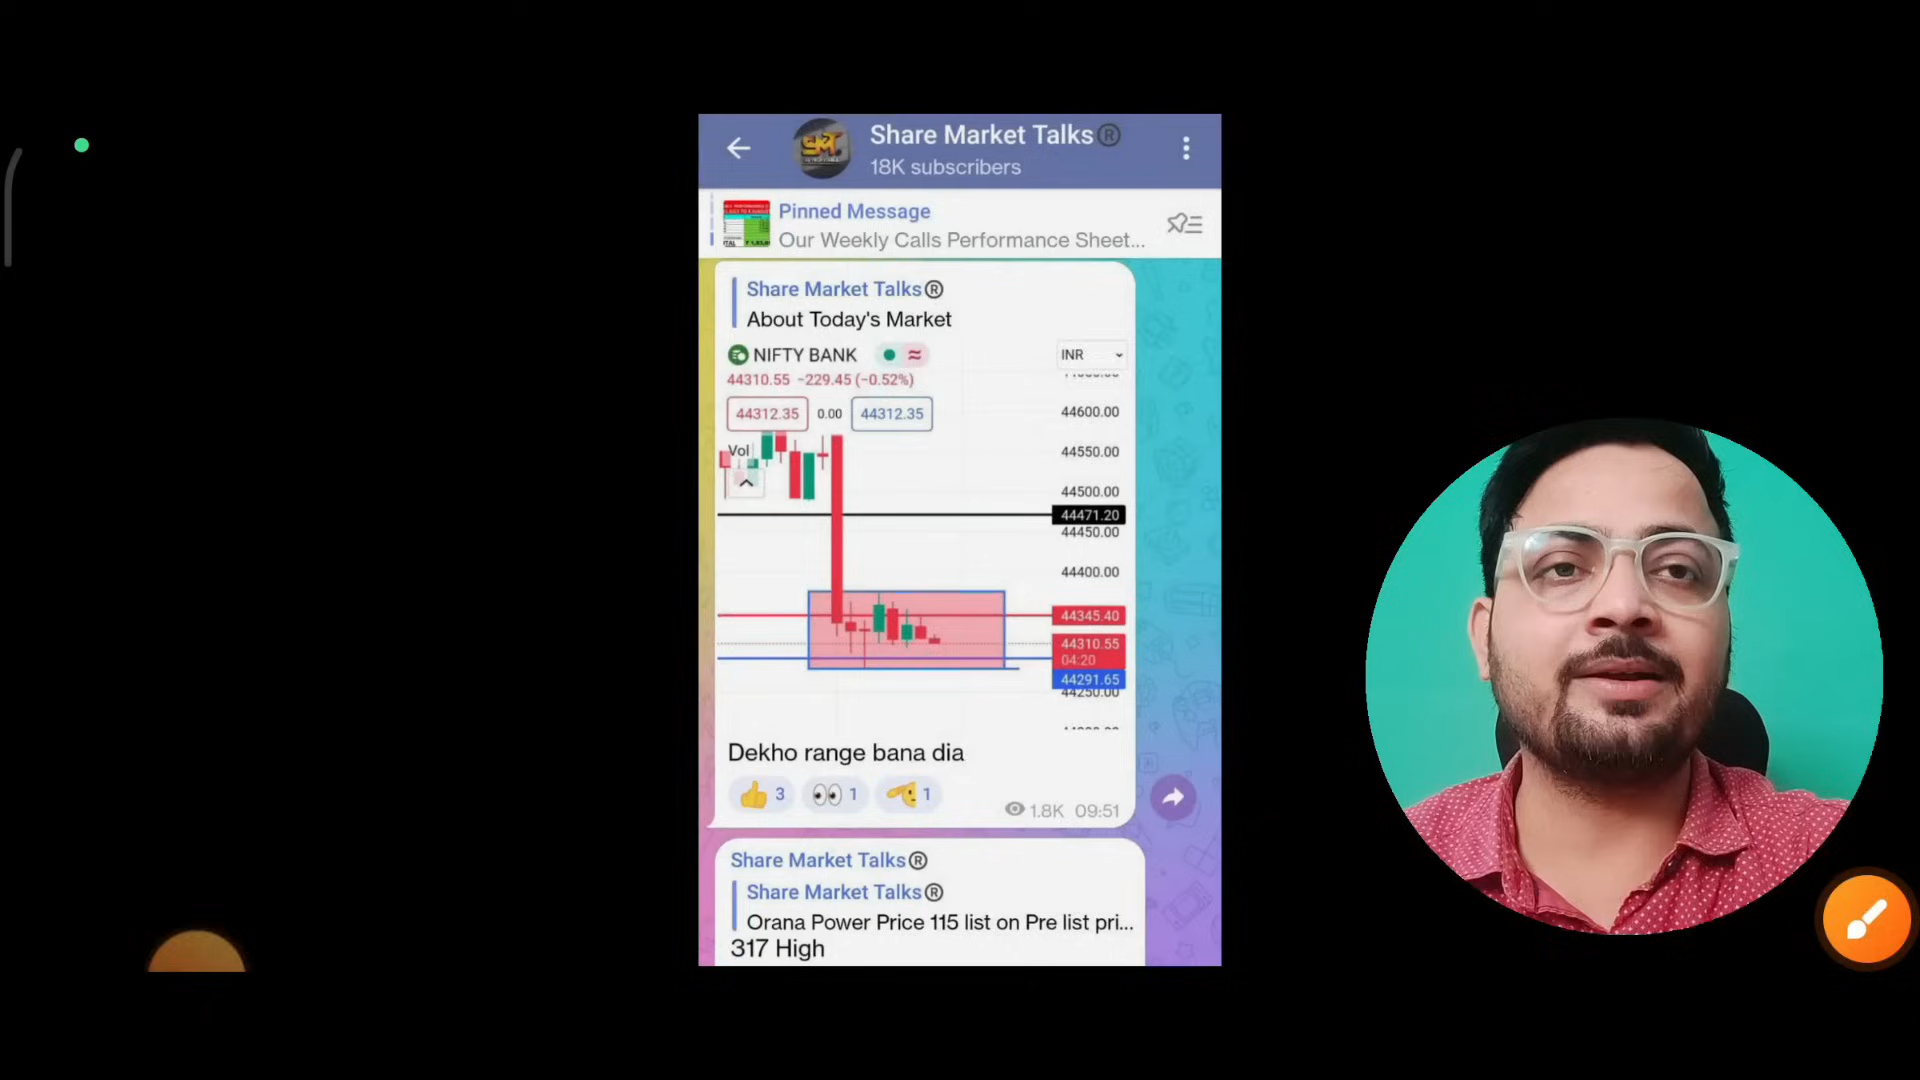 Share Market Talks®
18K subscribers
Pinned Message
Our Weekly Calls Performance Sheet...
Share Market Talks®
About Today's Market
NIFTY BANK
INR
44310.55 −229.45 (−0.52%)
44312.35 0.00 44312.35
44600.00
Vol
44550.00
44500.00
44471.20
44450.00
44400.00
44345.40
44310.55
04:20
44291.65
44250.00
Dekho range bana dia
3 1 1
1.8K 09:51
Share Market Talks®
Share Market Talks®
Orana Power Price 115 list on Pre list pri...
317 High